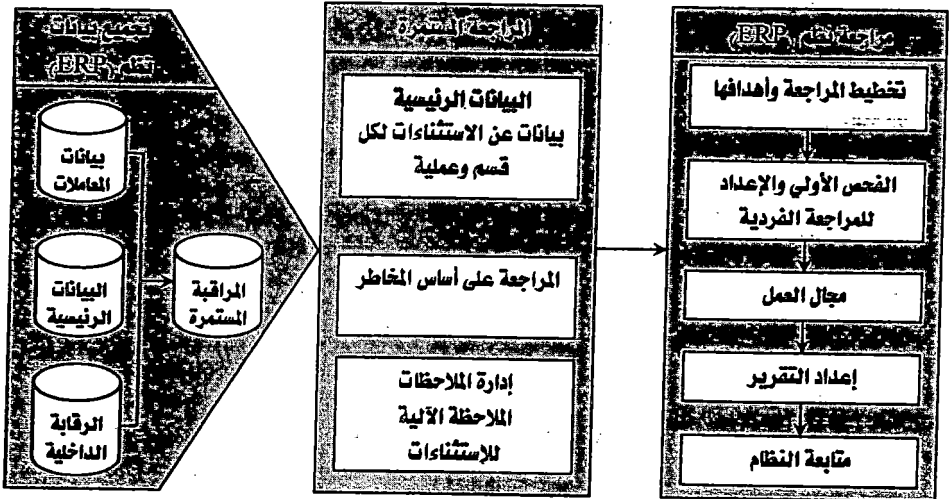 تجميع بيانات
نظم (ERP)
بيانات
المعاملات
البيانات
الرئيسية
الرقابة
الداخلية
المراقبة
المستمرة
المراجعة المستمرة
البيانات الرئيسية
بيانات عن الاستثناءات لكل
قسم وعملية
المراجعة على أساس المخاطر
إدارة الملاحظات
الملاحظة الآلية
للإستثناءات
مراجعة نظم (ERP)
تخطيط المراجعة وأهدافها
الفحص الأولي والإعداد
للمراجعة الفردية
مجال العمل
إعداد التقرير
متابعة النظام